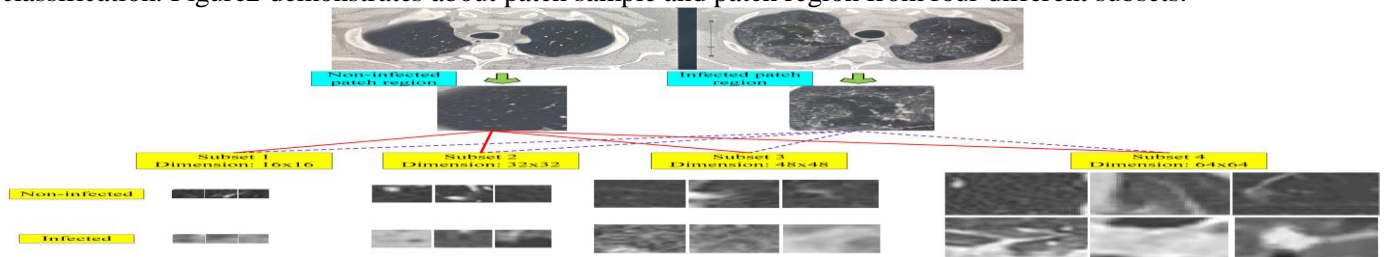 classification. Figure2 demonstrates about patch sample and patch region from four different subsets.
Non-infected
patch region
Infected patch
region
Subset 1
Dimension: 16x16
Subset 2
Dimension: 32x32
Subset 3
Dimension: 48x48
Subset 4
Dimension: 64x64
Non-infected
Infected